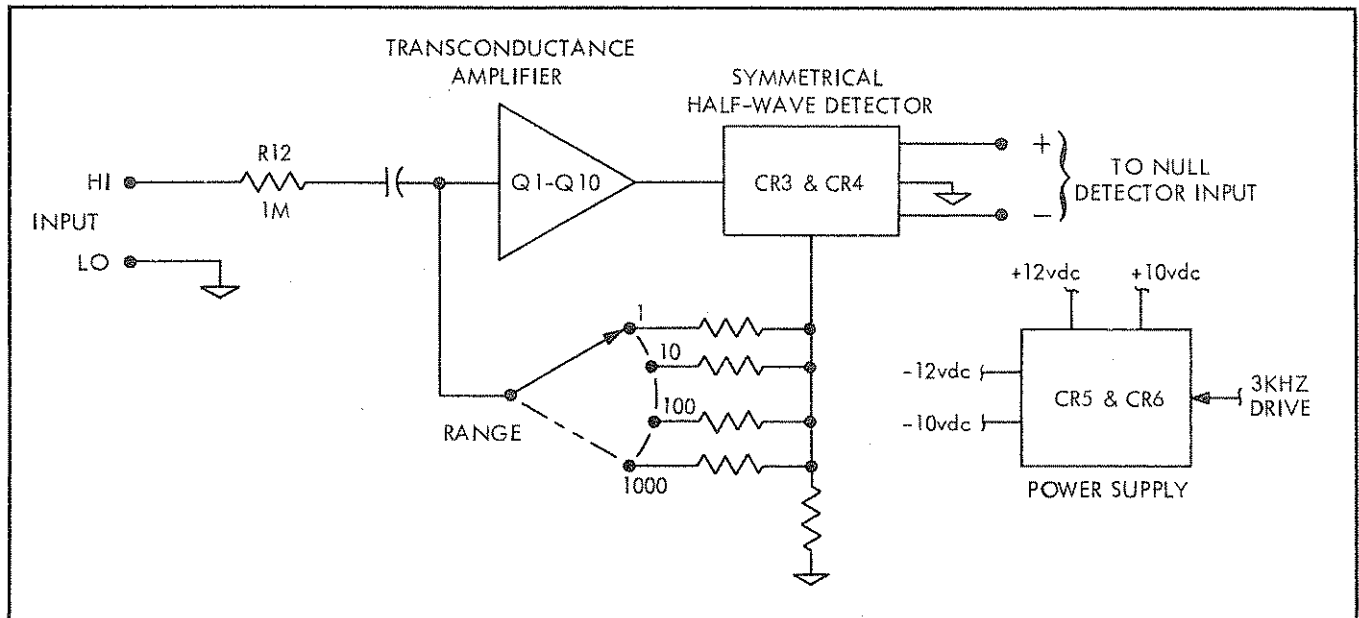 TRANSCONDUCTANCE
AMPLIFIER
SYMMETRICAL
HALF-WAVE DETECTOR
R12
HI
1M
INPUT
LO
Q1-Q10
CR3 & CR4
+
−
TO NULL
DETECTOR INPUT
1
10
100
1000
RANGE
+12vdc
+10vdc
-12vdc
-10vdc
CR5 & CR6
3KHZ
DRIVE
POWER SUPPLY